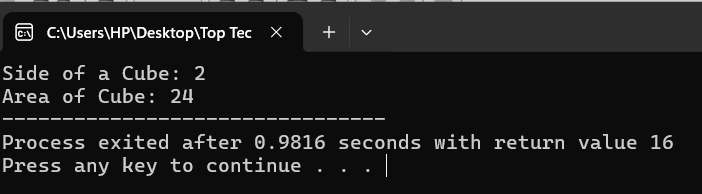 C:\Users\HP\Desktop\Top Tec
Side of a Cube: 2
Area of Cube: 24
--------------------------------
Process exited after 0.9816 seconds with return value 16
Press any key to continue . . .